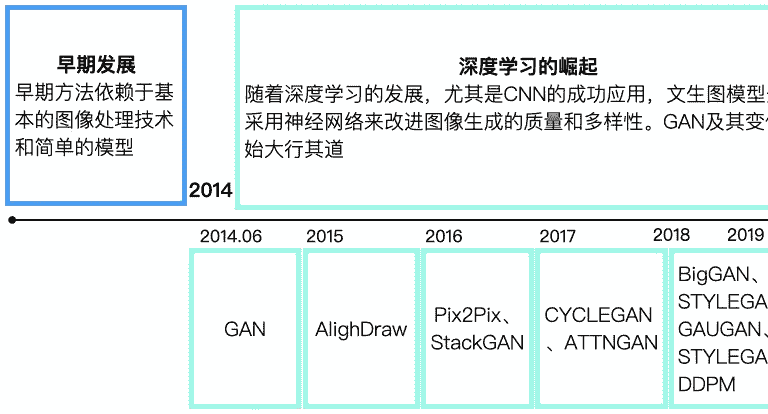 早期发展
早期方法依赖于基
本的图像处理技术
和简单的模型
深度学习的崛起
随着深度学习的发展，尤其是CNN的成功应用，文生图模型
采用神经网络来改进图像生成的质量和多样性。GAN及其变
始大行其道
2014
2014.06
2015
2016
2017
2018
2019
GAN
AlighDraw
Pix2Pix、
StackGAN
CYCLEGAN
、ATTNGAN
BigGAN、
STYLEGA
GAUGAN、
STYLEGA
DDPM